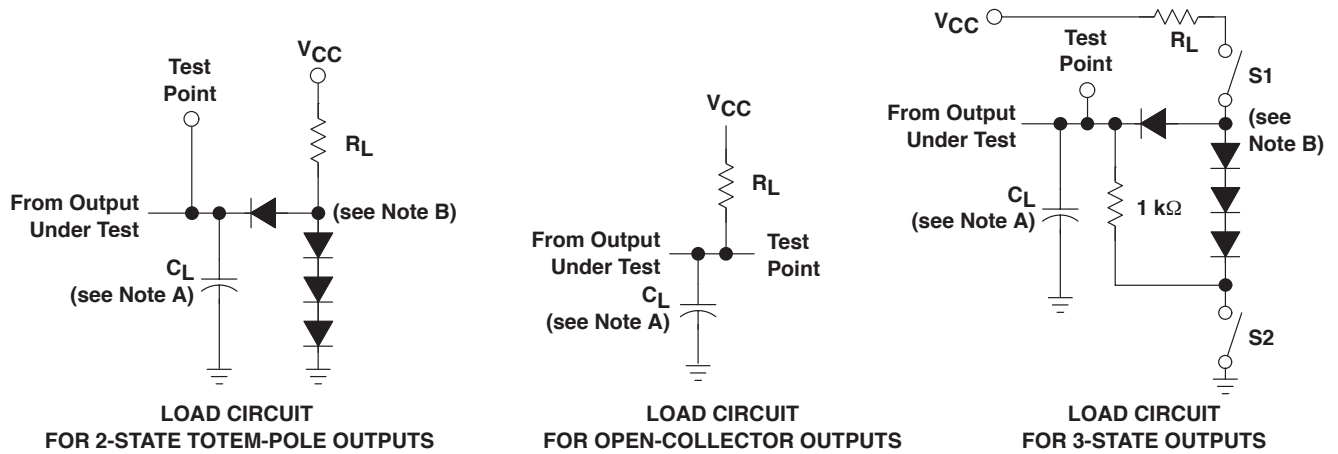 Test
Point
VCC
RL
From Output
Under Test
(see Note B)
CL
(see Note A)
LOAD CIRCUIT
FOR 2-STATE TOTEM-POLE OUTPUTS
VCC
RL
From Output
Under Test
Test
Point
CL
(see Note A)
LOAD CIRCUIT
FOR OPEN-COLLECTOR OUTPUTS
VCC
RL
Test
Point
S1
From Output
Under Test
(see
Note B)
CL
(see Note A)
1 kΩ
S2
LOAD CIRCUIT
FOR 3-STATE OUTPUTS